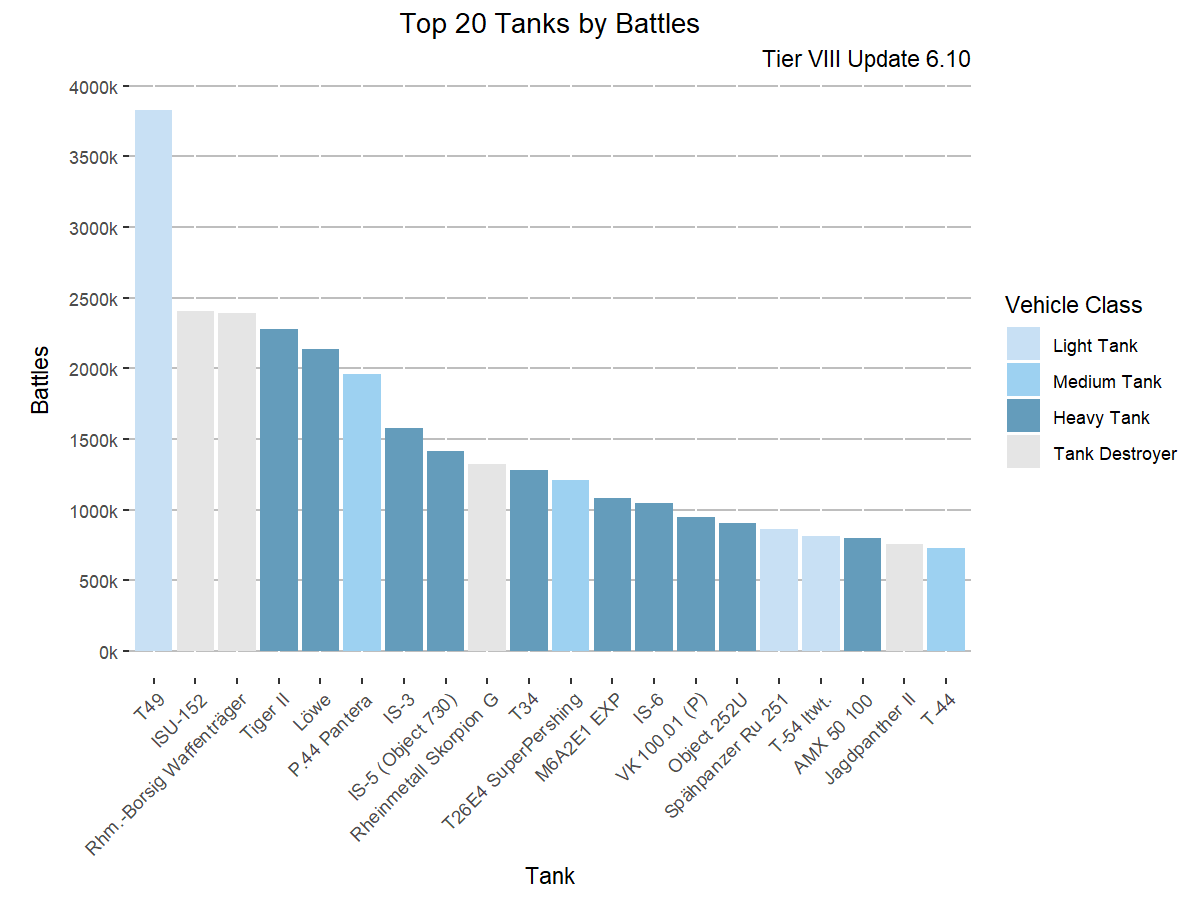 Top 20 Tanks by Battles
Tier VIII Update 6.10
4000k
3500k
3000k
2500k
2000k
1500k
1000k
500k
0k
Battles
T49
ISU-152
Rhm.-Borsig Waffenträger
Tiger II
Löwe
P.44 Pantera
IS-3
IS-5 (Object 730)
Rheinmetall Skorpion G
T34
T26E4 SuperPershing
M6A2E1 EXP
IS-6
VK 100.01 (P)
Object 252U
Spähpanzer Ru 251
T-54 ltwt.
AMX 50 100
Jagdpanther II
T-44
Tank
Vehicle Class
Light Tank
Medium Tank
Heavy Tank
Tank Destroyer